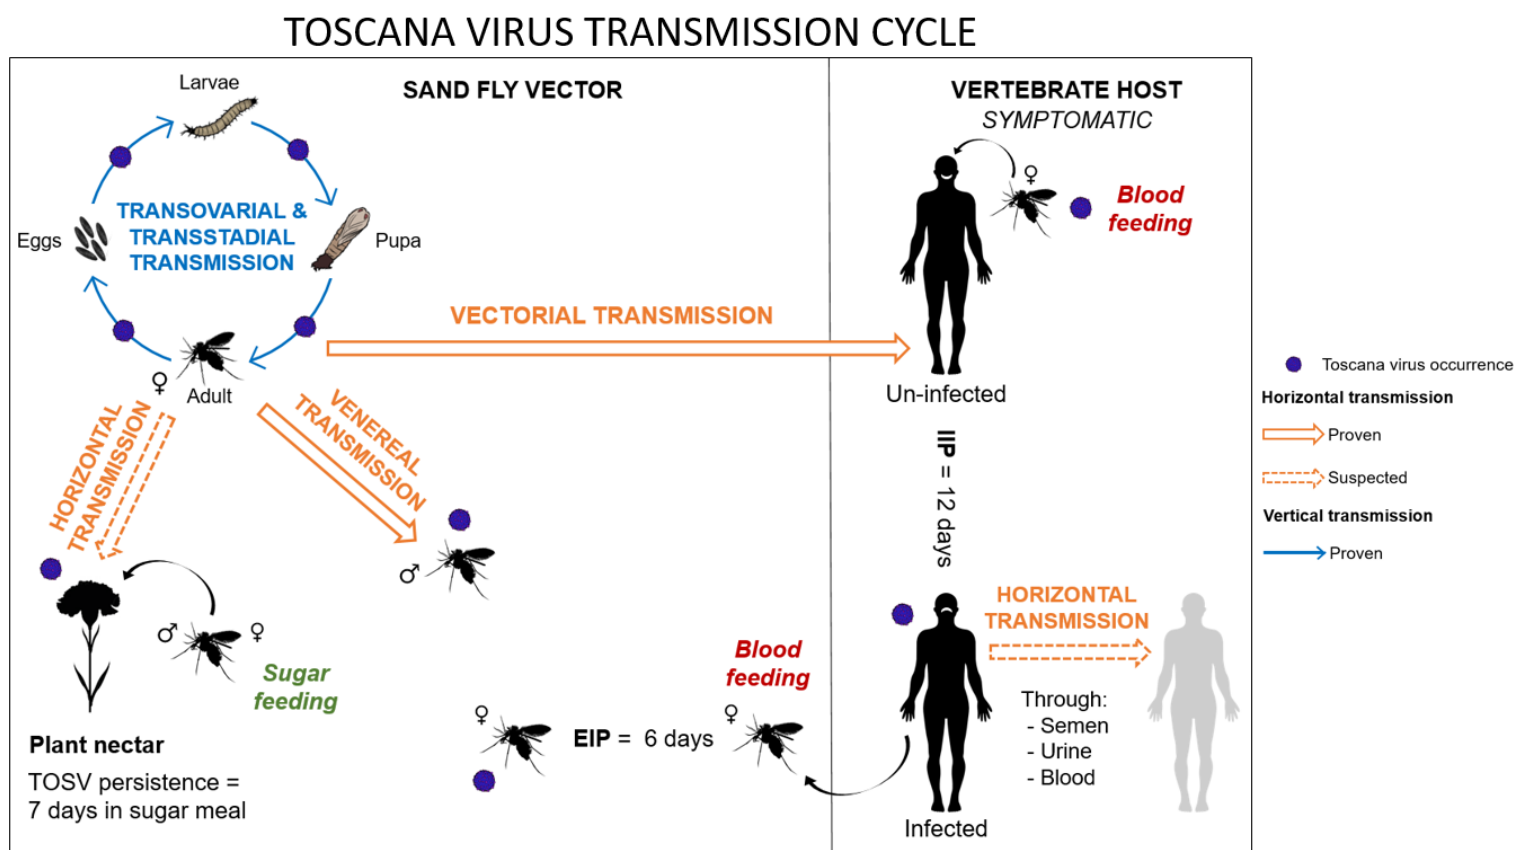 TOSCANA VIRUS TRANSMISSION CYCLE
SAND FLY VECTOR
Larvae
Eggs
TRANSOVARIAL &
TRANSSTADIAL
TRANSMISSION
Pupa
♀
Adult
VECTORIAL TRANSMISSION
HORIZONTAL
TRANSMISSION
VENEREAL
TRANSMISSION
♂
♂
♀
Sugar
feeding
Plant nectar
TOSV persistence =
7 days in sugar meal
♀
EIP = 6 days
♀
Blood
feeding
VERTEBRATE HOST
SYMPTOMATIC
♀
Blood
feeding
Un-infected
IIP = 12 days
HORIZONTAL
TRANSMISSION
Through:
- Semen
- Urine
- Blood
Infected
Toscana virus occurrence
Horizontal transmission
Proven
Suspected
Vertical transmission
Proven